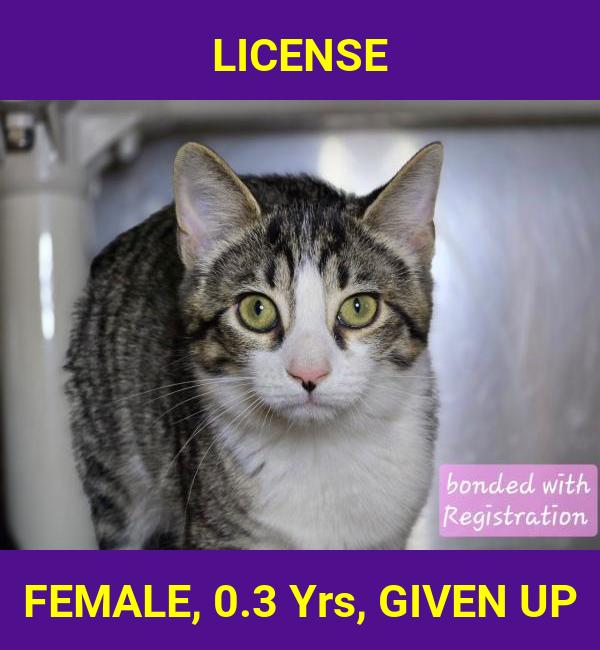 LICENSE
bonded with
Registration
FEMALE, 0.3 Yrs, GIVEN UP